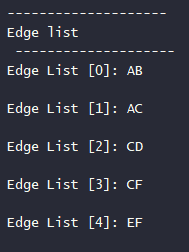 --------------------
Edge list
--------------------
Edge List [0]: AB
Edge List [1]: AC
Edge List [2]: CD
Edge List [3]: CF
Edge List [4]: EF